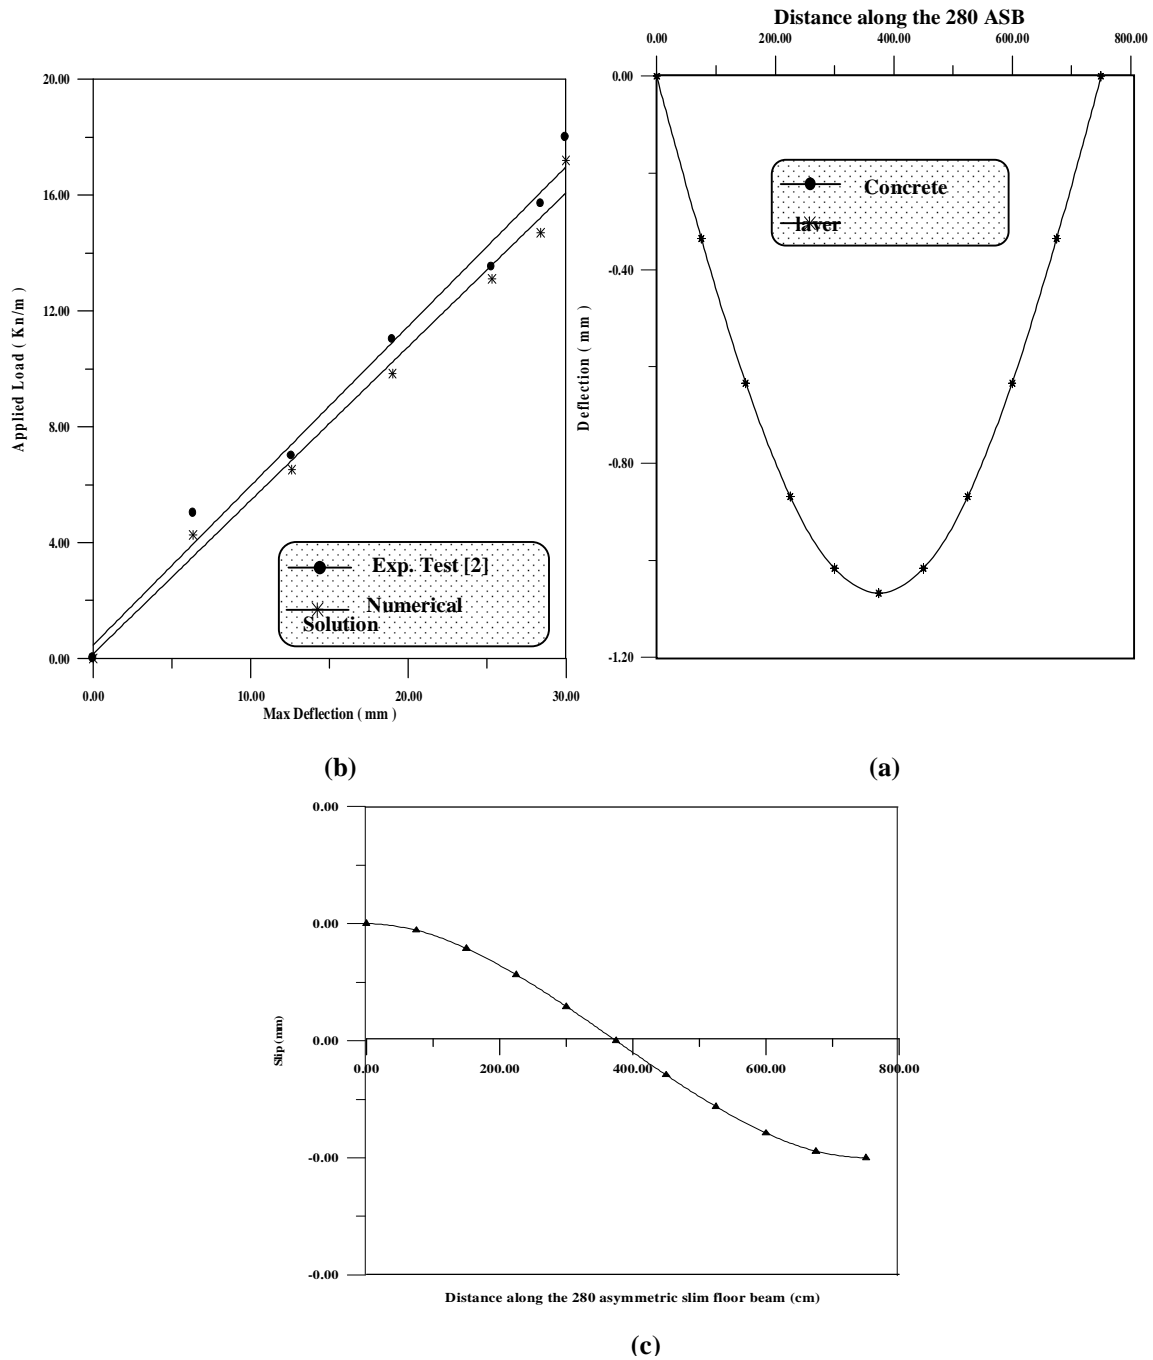 Distance along the 280 ASB
0.00 200.00 400.00 600.00 800.00
20.00
16.00
12.00
8.00
4.00
0.00
Applied Load ( Kn/m )
Exp. Test [2]
Numerical
Solution
0.00 10.00 20.00 30.00
Max Deflection ( mm )
(b)
0.00
-0.40
-0.80
-1.20
Deflection ( mm )
Concrete
layer
(a)
0.00
0.00
0.00
-0.00
-0.00
Slip (mm)
0.00 200.00 400.00 600.00 800.00
Distance along the 280 asymmetric slim floor beam (cm)
(c)